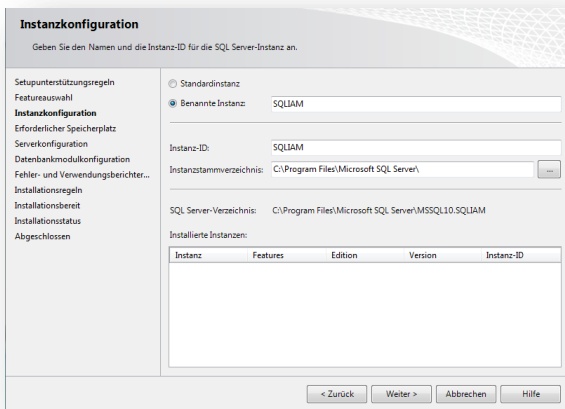 Instanzkonfiguration
Geben Sie den Namen und die Instanz-ID für die SQL Server-Instanz an.
Setupunterstützungsregeln
Featureauswahl
Instanzkonfiguration
Erforderlicher Speicherplatz
Serverkonfiguration
Datenbankmodulkonfiguration
Fehler- und Verwendungsberichter...
Installationsregeln
Installationsbereit
Installationsstatus
Abgeschlossen
Standardinstanz
Benannte Instanz: SQLIAM
Instanz-ID: SQLIAM
Instanzstammverzeichnis: C:\Program Files\Microsoft SQL Server\ ...
SQL Server-Verzeichnis: C:\Program Files\Microsoft SQL Server\MSSQL10.SQLIAM
Installierte Instanzen:
Instanz Features Edition Version Instanz-ID
< Zurück Weiter > Abbrechen Hilfe